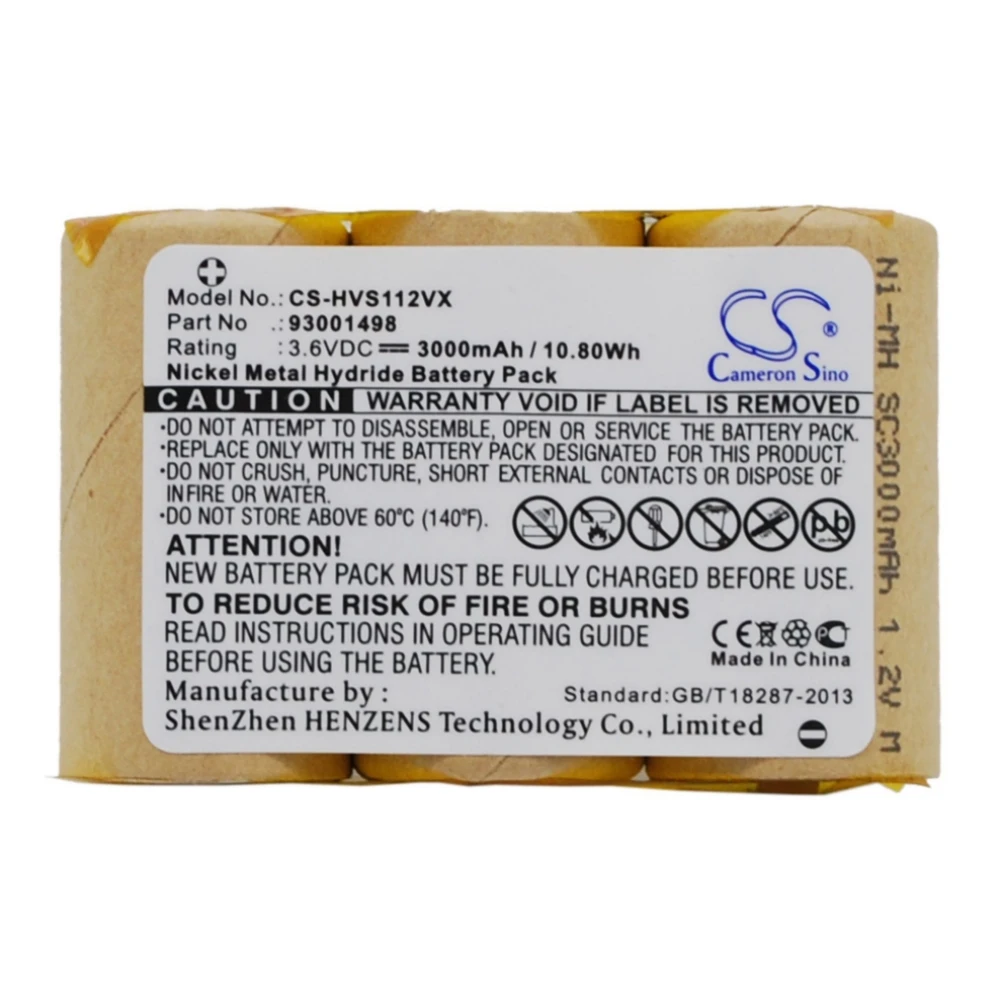 Model No.: CS-HVS112VX
Part No .: 93001498
Rating : 3.6VDC 3000mAh / 10.80Wh
Nickel Metal Hydride Battery Pack
CS®
Cameron Sino
CAUTION WARRANTY VOID IF LABEL IS REMOVED
·DO NOT ATTEMPT TO DISASSEMBLE, OPEN OR SERVICE THE BATTERY PACK.
·REPLACE ONLY WITH THE BATTERY PACK DESIGNATED FOR THIS PRODUCT.
·DO NOT CRUSH, PUNCTURE, SHORT EXTERNAL CONTACTS OR DISPOSE OF
IN FIRE OR WATER.
·DO NOT STORE ABOVE 60°C (140°F).
Pb
ATTENTION!
NEW BATTERY PACK MUST BE FULLY CHARGED BEFORE USE.
TO REDUCE RISK OF FIRE OR BURNS
READ INSTRUCTIONS IN OPERATING GUIDE
BEFORE USING THE BATTERY.
CE
Made In China
Manufacture by :
Standard:GB/T18287-2013
ShenZhen HENZENS Technology Co., Limited
Ni-MH SC3000mAh 1.2V M